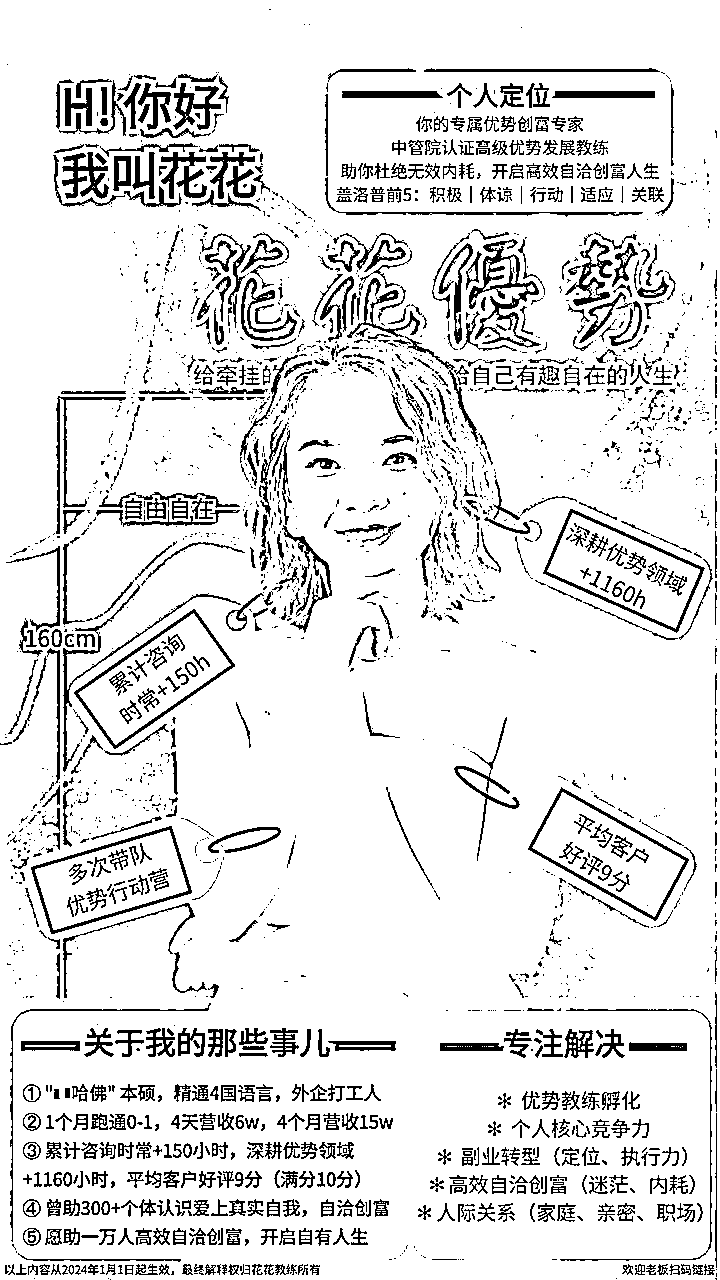 H! 你好
我叫花花
个人定位
你的专属优势创富专家
中管院认证高级优势发展教练
助你杜绝无效内耗，开启高效自洽创富人生
盖洛普前5：积极｜体谅｜行动｜适应｜关联
花花優勢
给牵挂的 给自己有趣自在的人生
自由自在
深耕优势领域
+1160h
160cm
累计咨询
时常+150h
平均客户
好评9分
多次带队
优势行动营
关于我的那些事儿
① "哈佛" 本硕，精通4国语言，外企打工人
② 1个月跑通0-1，4天营收6w，4个月营收15w
③ 累计咨询时常+150小时，深耕优势领域
+1160小时，平均客户好评9分（满分10分）
④ 曾助300+个体认识爱上真实自我，自洽创富
⑤ 愿助一万人高效自洽创富，开启自有人生
专注解决
＊ 优势教练孵化
＊ 个人核心竞争力
＊ 副业转型（定位、执行力）
＊高效自洽创富（迷茫、内耗）
＊人际关系（家庭、亲密、职场）
以上内容从2024年1月1日起生效，最终解释权归花花教练所有
欢迎老板扫码链接